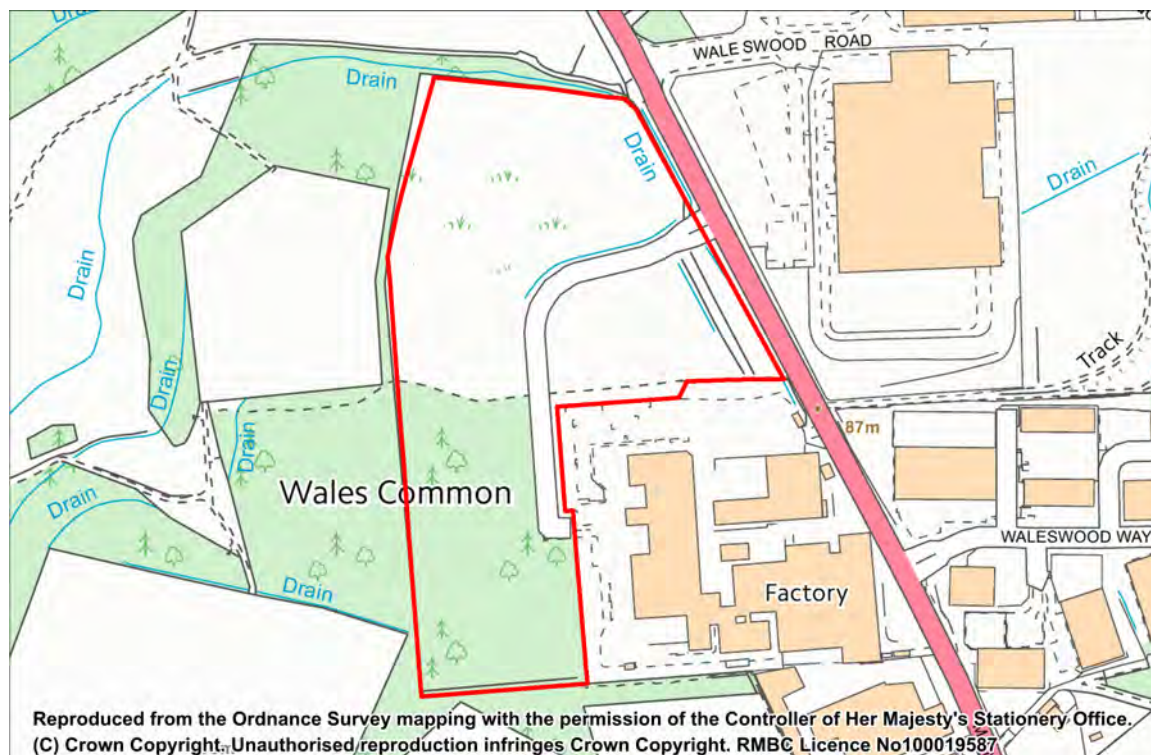 WALESWOOD ROAD
Drain
Drain
Drain
Drain
Track
Drain
87m
Drain
Wales Common
Drain
WALESWOOD WAY
Drain
Factory
Reproduced from the Ordnance Survey mapping with the permission of the Controller of Her Majesty's Stationery Office.
(C) Crown Copyright. Unauthorised reproduction infringes Crown Copyright. RMBC Licence No100019587